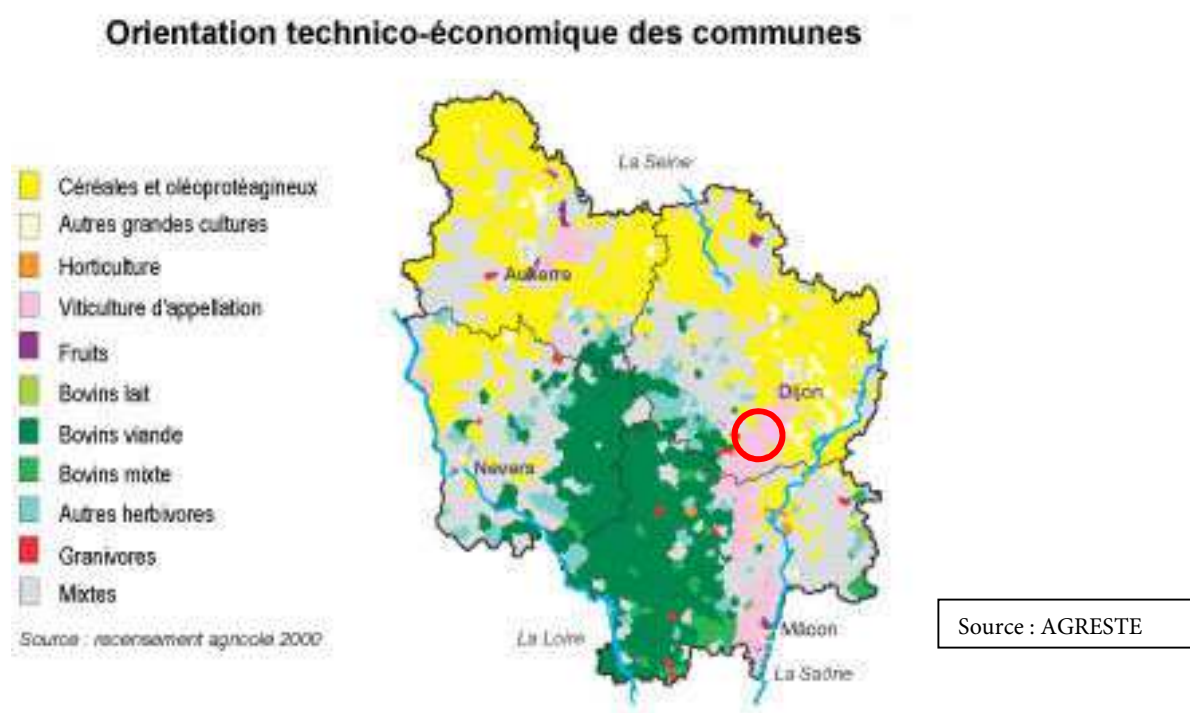 Orientation technico-économique des communes
Céréales et oléoprotéagineux
Autres grandes cultures
Horticulture
Viticulture d'appellation
Fruits
Bovins lait
Bovins viande
Bovins mixte
Autres herbivores
Granivores
Mixtes
Source : recensement agricole 2000
La Seine
Auxerre
Dijon
Nevers
La Loire
Mâcon
La Saône
Source : AGRESTE